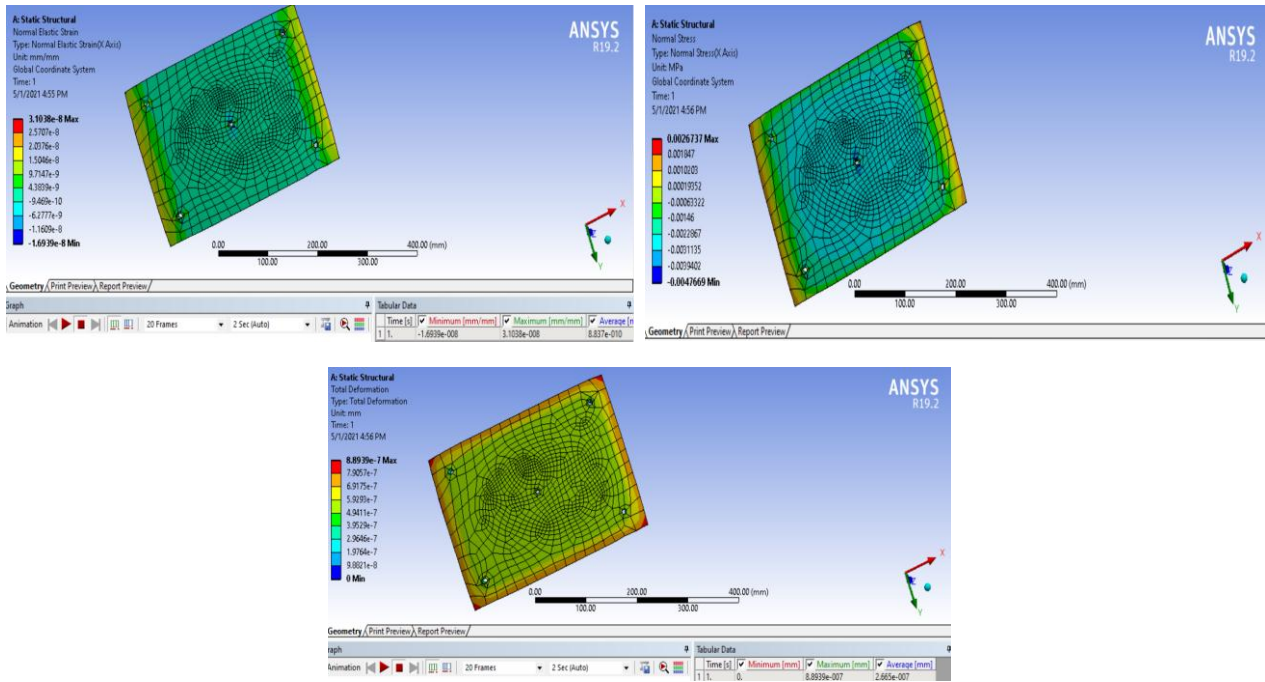 A: Static Structural
Normal Elastic Strain
Type: Normal Elastic Strain(X Axis)
Unit: mm/mm
Global Coordinate System
Time: 1
5/1/2021 4:55 PM
3.1038e-8 Max
2.5707e-8
2.0376e-8
1.5046e-8
9.7147e-9
4.3839e-9
-9.469e-10
-6.2777e-9
-1.1609e-8
-1.6939e-8 Min
ANSYS
R19.2
X
Y
0.00 200.00 400.00 (mm)
100.00 300.00
Geometry Print Preview Report Preview
Graph
Animation 20 Frames 2 Sec (Auto)
Tabular Data
Time [s] Minimum [mm/mm] Maximum [mm/mm] Average [m
1 1. -1.6939e-008 3.1038e-008 8.837e-010
A: Static Structural
Normal Stress
Type: Normal Stress(X Axis)
Unit: MPa
Global Coordinate System
Time: 1
5/1/2021 4:56 PM
0.0026737 Max
0.001847
0.0010203
0.00019352
-0.00063322
-0.00146
-0.0022867
-0.0031135
-0.0039402
-0.0047669 Min
ANSYS
R19.2
X
Y
0.00 200.00 400.00 (mm)
100.00 300.00
Geometry Print Preview Report Preview
A: Static Structural
Total Deformation
Type: Total Deformation
Unit: mm
Time: 1
5/1/2021 4:56 PM
8.8939e-7 Max
7.9057e-7
6.9175e-7
5.9293e-7
4.9411e-7
3.9529e-7
2.9646e-7
1.9764e-7
9.8821e-8
0 Min
ANSYS
R19.2
X
Y
0.00 200.00 400.00 (mm)
100.00 300.00
Geometry Print Preview Report Preview
raph
Animation 20 Frames 2 Sec (Auto)
Tabular Data
Time [s] Minimum [mm] Maximum [mm] Average [mm]
1 1. 0. 8.8939e-007 2.665e-007